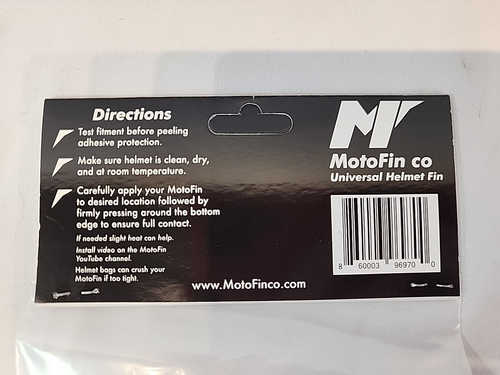 Directions
Test fitment before peeling
adhesive protection.
Make sure helmet is clean, dry,
and at room temperature.
Carefully apply your MotoFin
to desired location followed by
firmly pressing around the bottom
edge to ensure full contact.
If needed slight heat can help.
Install video on the MotoFin
YouTube channel.
Helmet bags can crush your
MotoFin if too tight.
www.MotoFinco.com
M
MotoFin co
Universal Helmet Fin
8 60003 96970 0